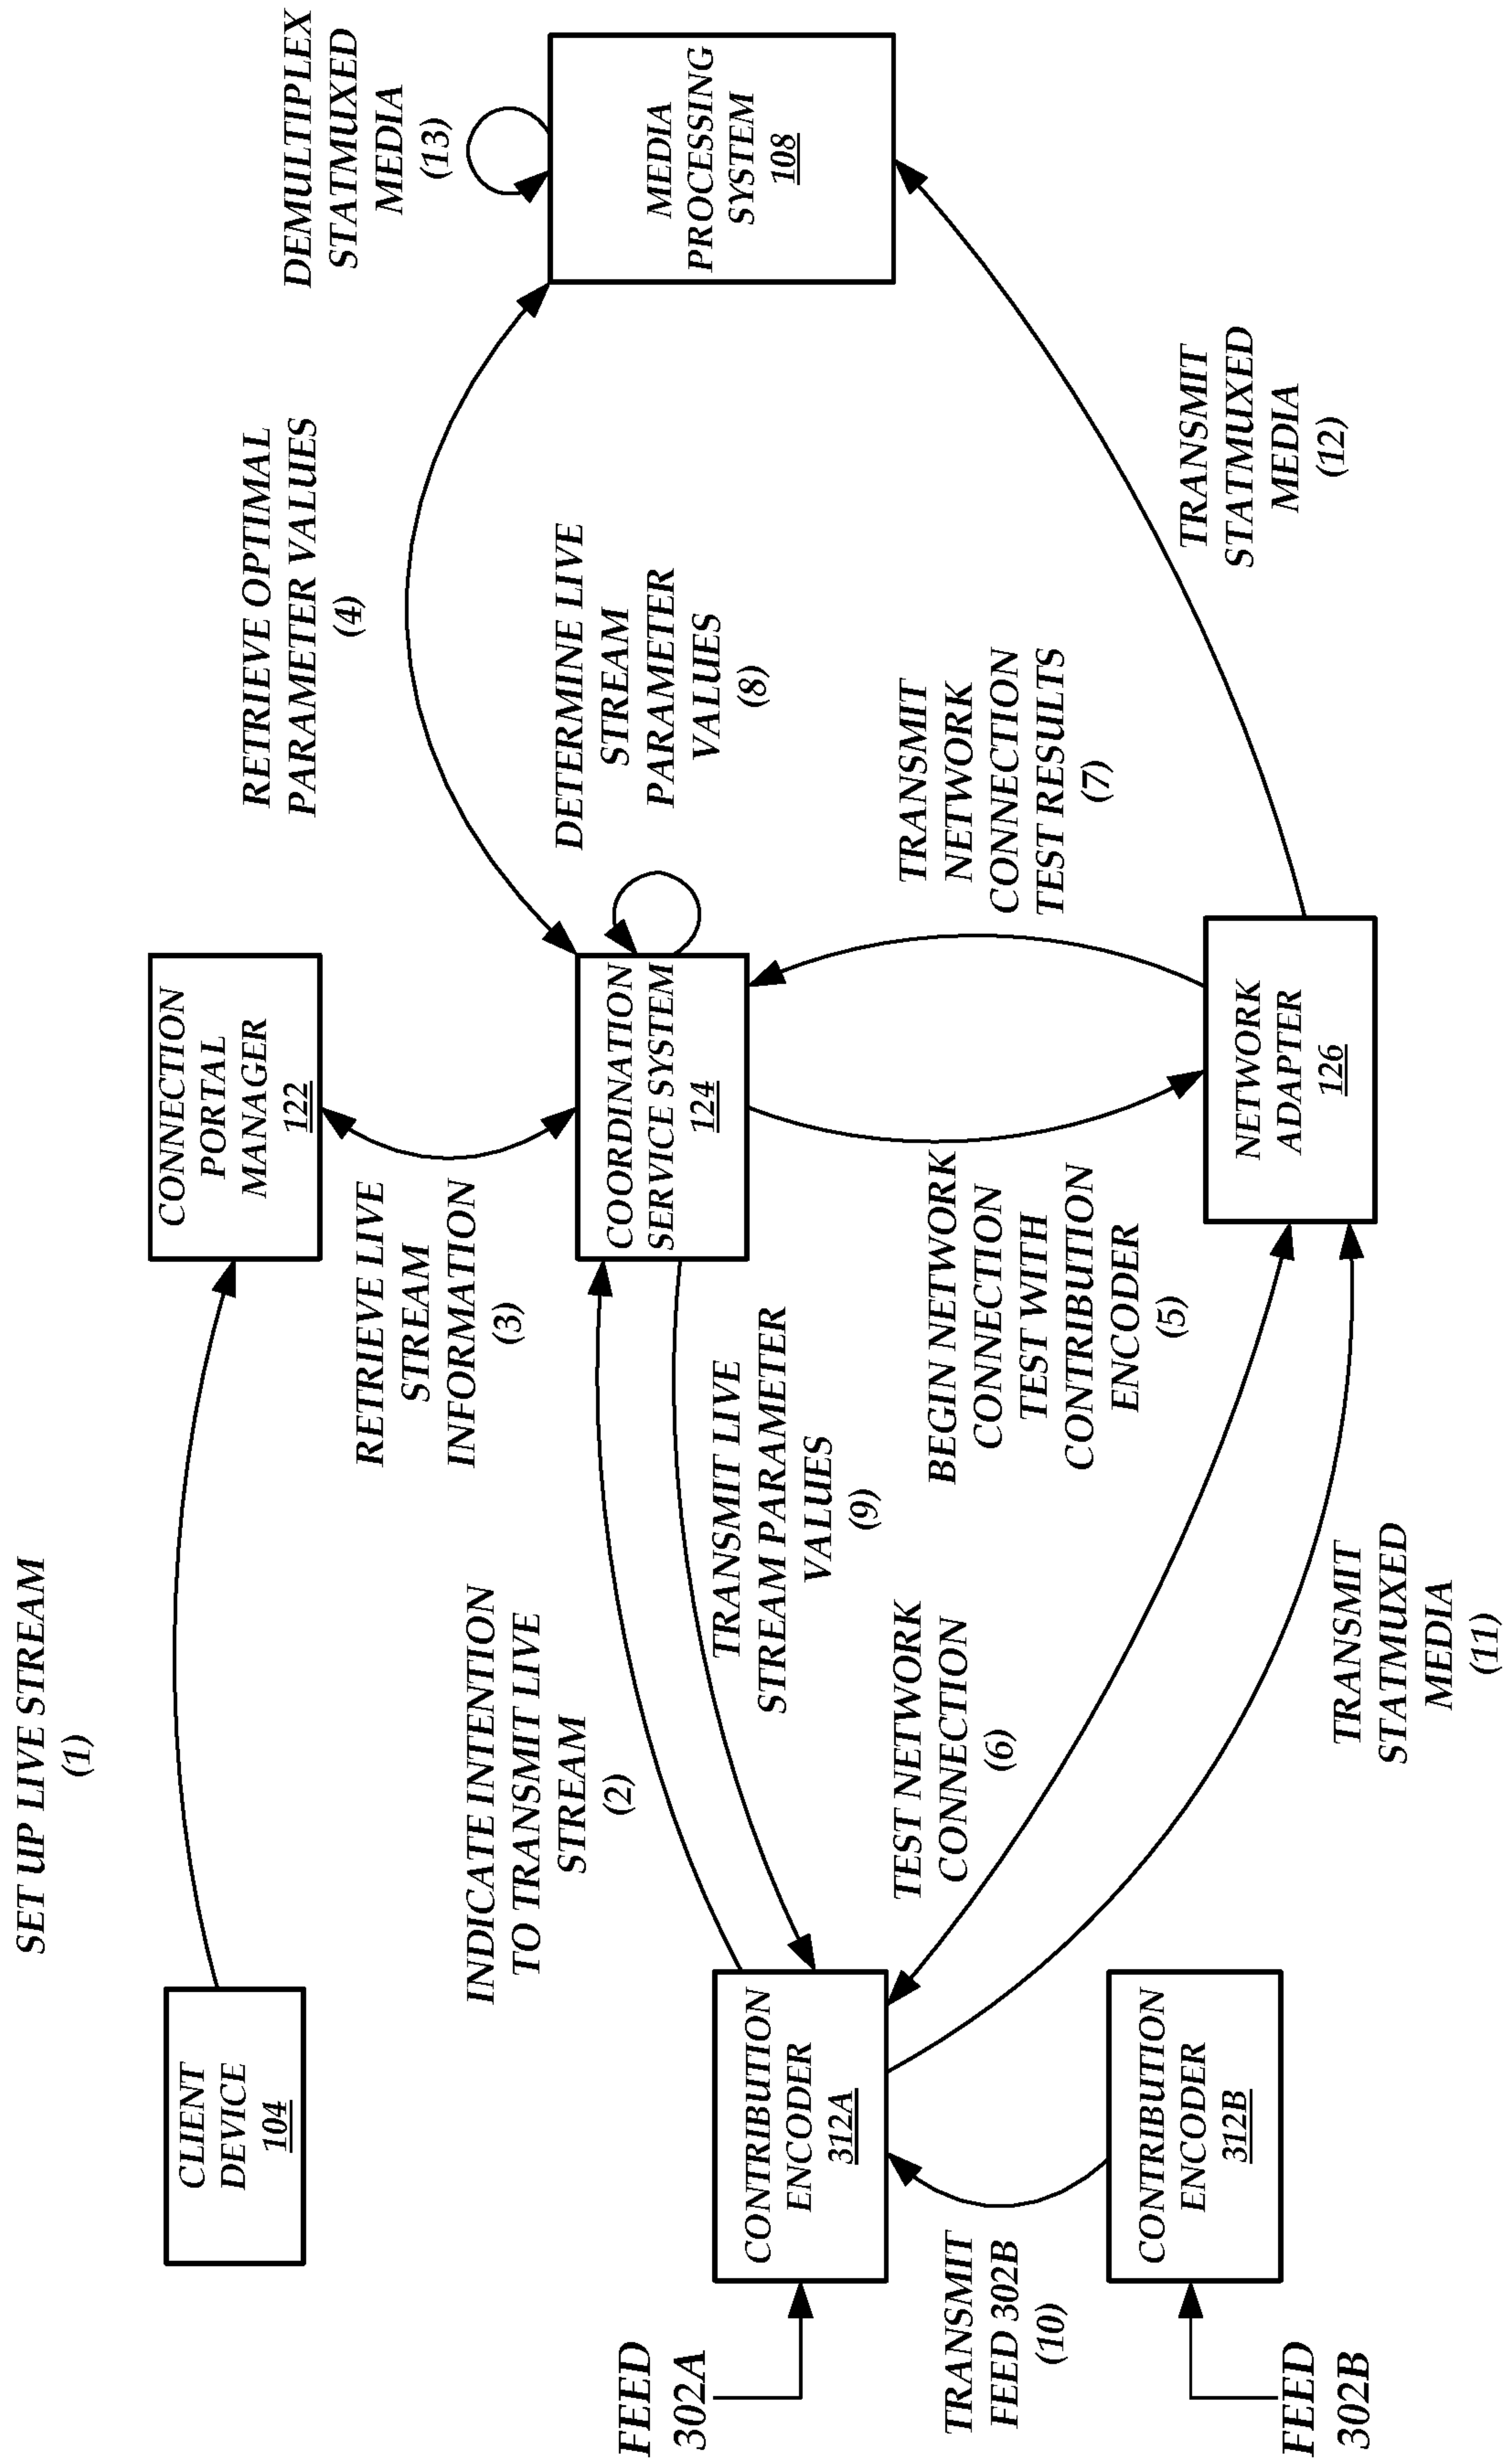 SET UP LIVE STREAM
(1)
CLIENT
DEVICE
104
CONNECTION
PORTAL
MANAGER
122
INDICATE INTENTION
TO TRANSMIT LIVE
STREAM
(2)
RETRIEVE LIVE
STREAM
INFORMATION
(3)
RETRIEVE OPTIMAL
PARAMETER VALUES
(4)
DEMULTIPLEX
STATMUXED
MEDIA
(13)
COORDINATION
SERVICE SYSTEM
124
DETERMINE LIVE
STREAM
PARAMETER
VALUES
(8)
MEDIA
PROCESSING
SYSTEM
108
TRANSMIT LIVE
STREAM PARAMETER
VALUES
(9)
FEED
302A
CONTRIBUTION
ENCODER
312A
TEST NETWORK
CONNECTION
(6)
BEGIN NETWORK
CONNECTION
TEST WITH
CONTRIBUTION
ENCODER
(5)
TRANSMIT
NETWORK
CONNECTION
TEST RESULTS
(7)
TRANSMIT
FEED 302B
(10)
CONTRIBUTION
ENCODER
312B
NETWORK
ADAPTER
126
TRANSMIT
STATMUXED
MEDIA
(12)
FEED
302B
TRANSMIT
STATMUXED
MEDIA
(11)